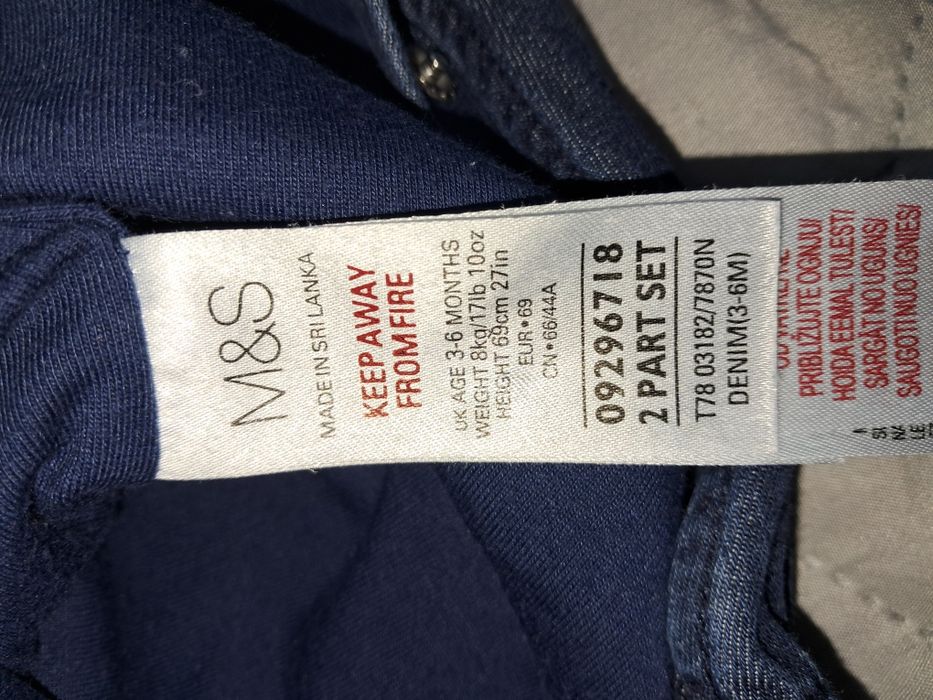 M&S
MADE IN SRI LANKA
KEEP AWAY
FROM FIRE
UK AGE 3-6 MONTHS
WEIGHT 8kg/17lb 10oz
HEIGHT 69cm 27in
EUR•69
CN•66/44A
09296718
2 PART SET
T78 03182/7870N
DENIM(3-6M)
PRIBLIŽUJTE OGNJU!
HOIDA EEMAL TULEST!
SARGĀT NO UGUNS!
SAUGOTI NUO UGNIES!